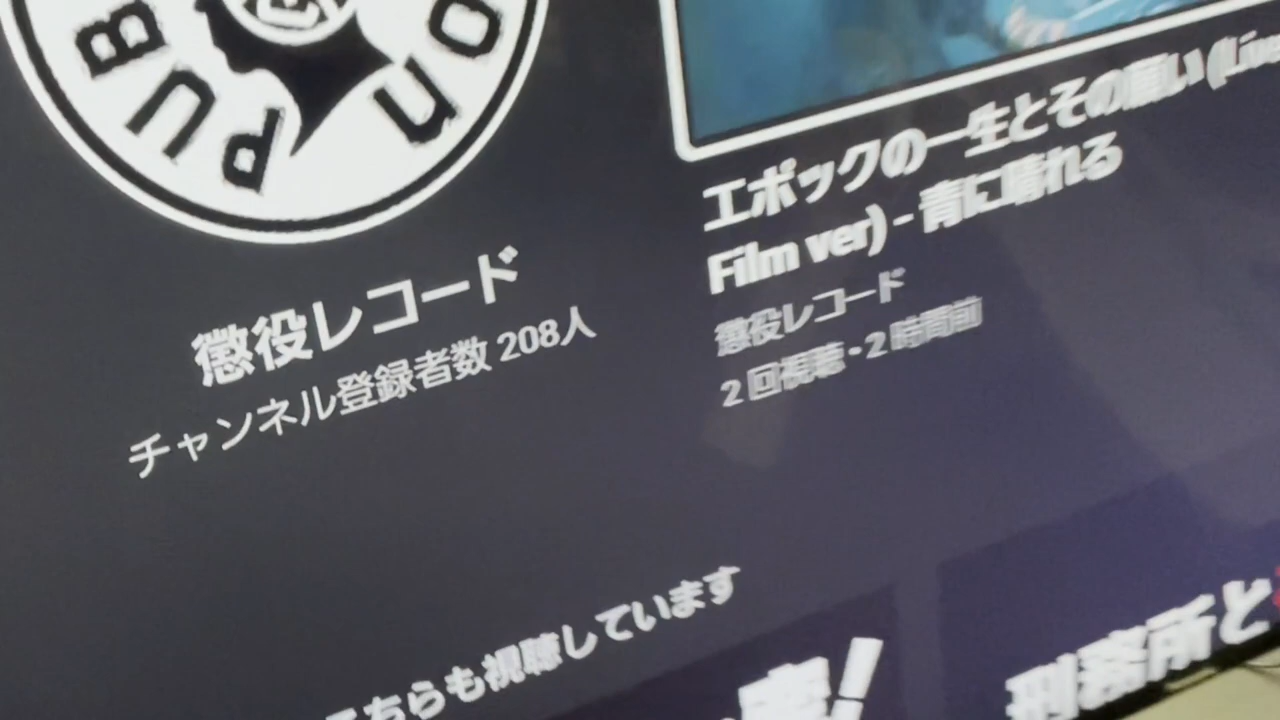 PUB
on
懲役レコード
チャンネル登録者数 208人
エポックの一生とその願い (Live
Film ver) - 青に晴れる
懲役レコード
2 回視聴・2 時間前
こちらも視聴しています
！
刑務所と